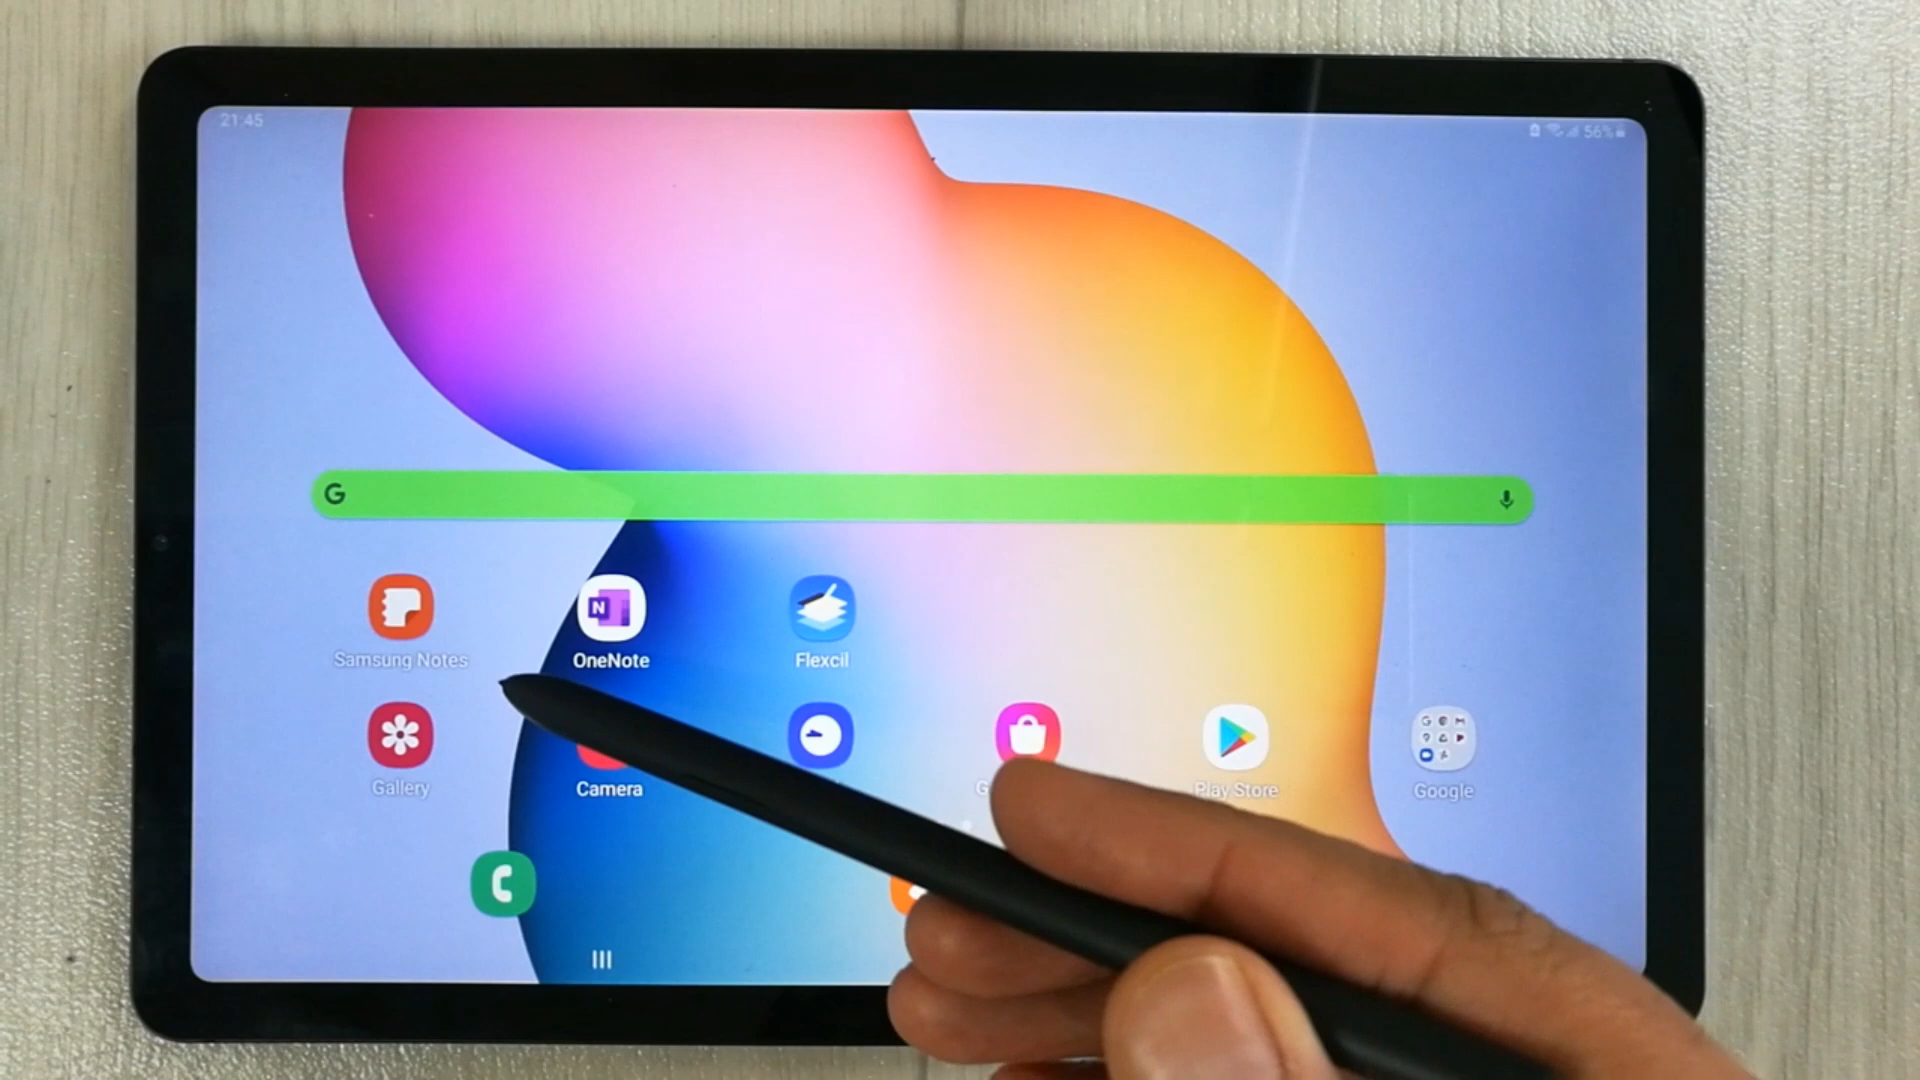 21:45
56%
G
Samsung Notes
N
OneNote
Flexcil
Gallery
Camera
Play Store
Google